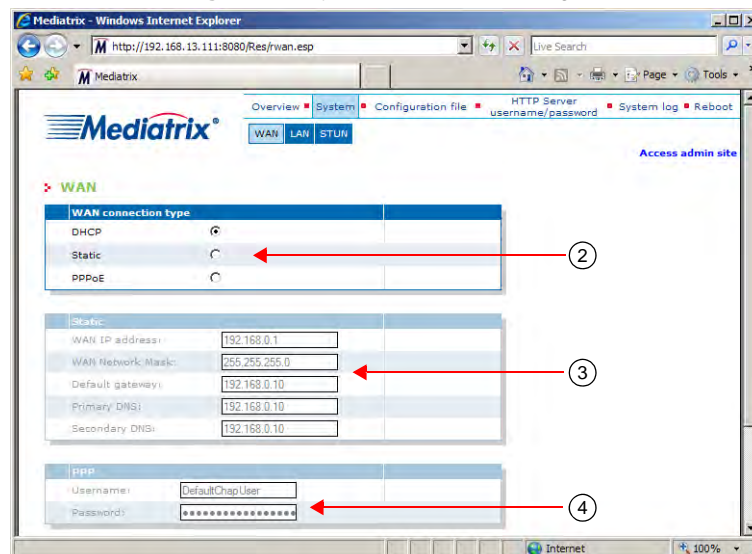 Mediatrix - Windows Internet Explorer
http://192.168.13.111:8080/Res/rwan.esp
Live Search
Mediatrix
Page
Tools
Mediatrix®
Overview System Configuration file HTTP Server username/password System log Reboot
WAN LAN STUN
Access admin site
WAN
WAN connection type
DHCP
Static
2
PPPoE
Static
WAN IP address: 192.168.0.1
WAN Network Mask: 255.255.255.0
3
Default gateway: 192.168.0.10
Primary DNS: 192.168.0.10
Secondary DNS: 192.168.0.10
PPP
Username: DefaultChapUser
Password: ●●●●●●●●●●●●●●●●●
4
Internet
100%